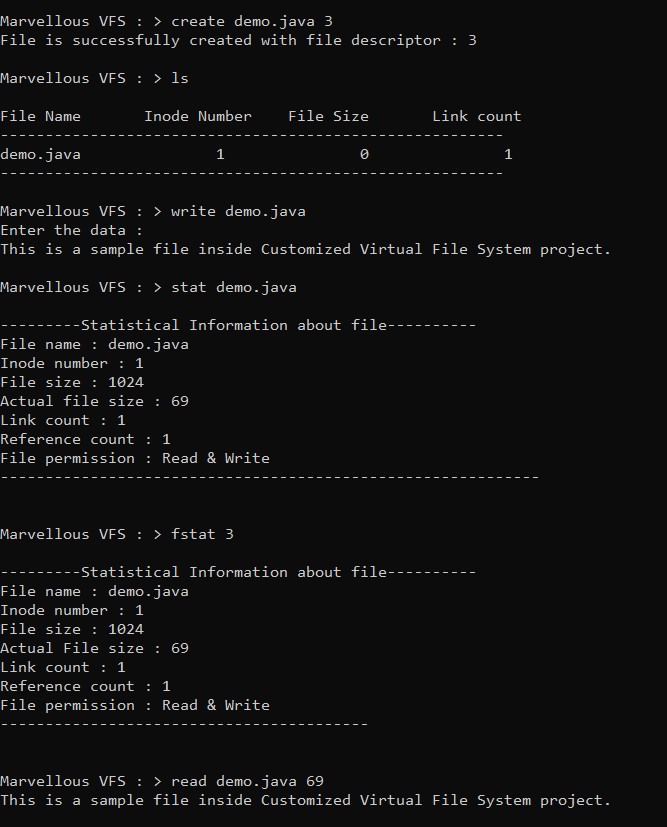 Marvellous VFS : > create demo.java 3
File is successfully created with file descriptor : 3
Marvellous VFS : > ls
File Name       Inode Number    File Size       Link count
--------------------------------------------------------
demo.java               1               0               1
--------------------------------------------------------
Marvellous VFS : > write demo.java
Enter the data :
This is a sample file inside Customized Virtual File System project.
Marvellous VFS : > stat demo.java
---------Statistical Information about file----------
File name : demo.java
Inode number : 1
File size : 1024
Actual file size : 69
Link count : 1
Reference count : 1
File permission : Read & Write
------------------------------------------------------------
Marvellous VFS : > fstat 3
---------Statistical Information about file----------
File name : demo.java
Inode number : 1
File size : 1024
Actual File size : 69
Link count : 1
Reference count : 1
File permission : Read & Write
-----------------------------------------
Marvellous VFS : > read demo.java 69
This is a sample file inside Customized Virtual File System project.